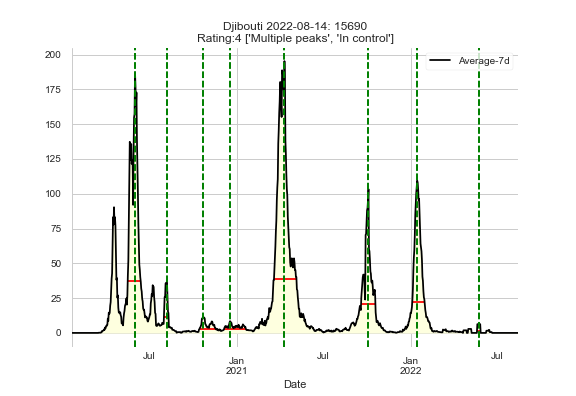 Djibouti 2022-08-14: 15690
Rating:4 ['Multiple peaks', 'In control']
200
Average-7d
175
150
125
100
75
50
25
0
Jul
Jan
2021
Jul
Jan
2022
Jul
Date